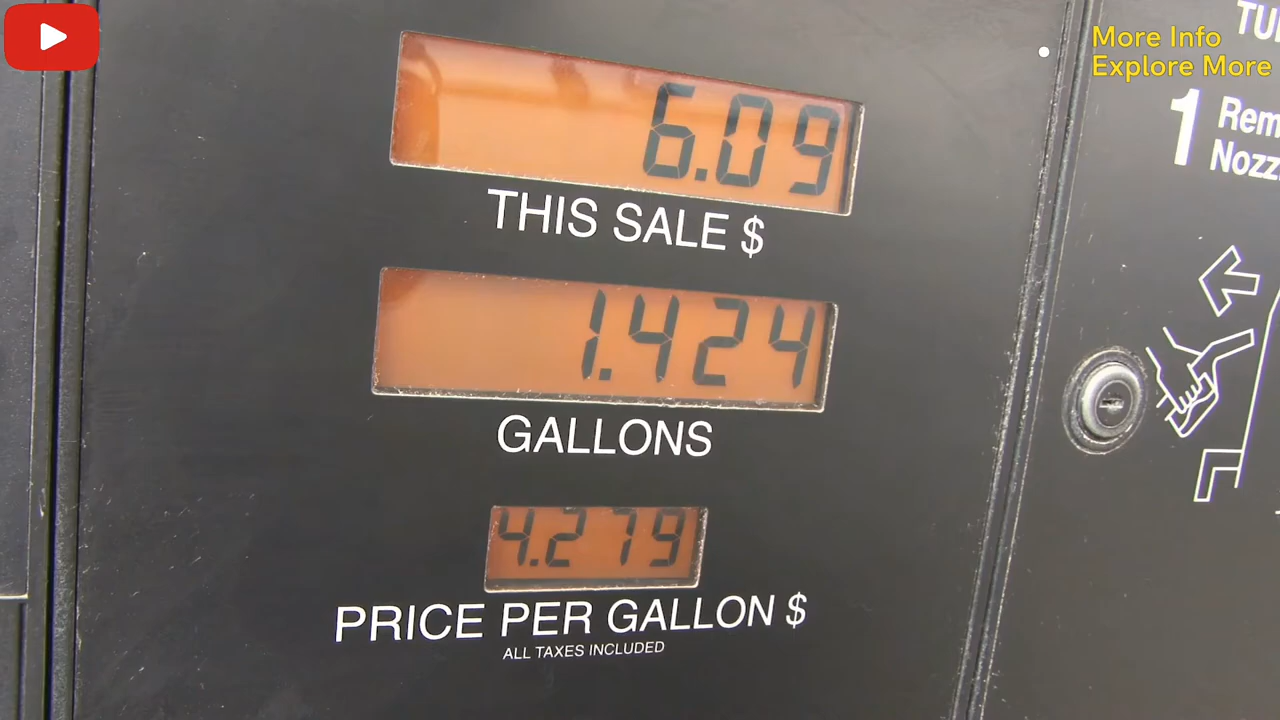 More Info
Explore More
6.09
THIS SALE $
1.424
GALLONS
4.279
PRICE PER GALLON $
ALL TAXES INCLUDED
1